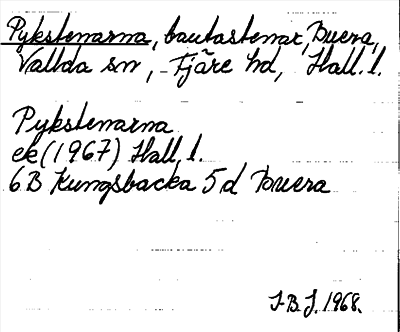 Pykstenarna, bautastenar, Buera,
Vallda sn, Fjäre hd, Hall. l.
Pykstenarna
ek (1967) Hall. l.
6B Kungsbacka 5d Buera
J.B.J. 1968.